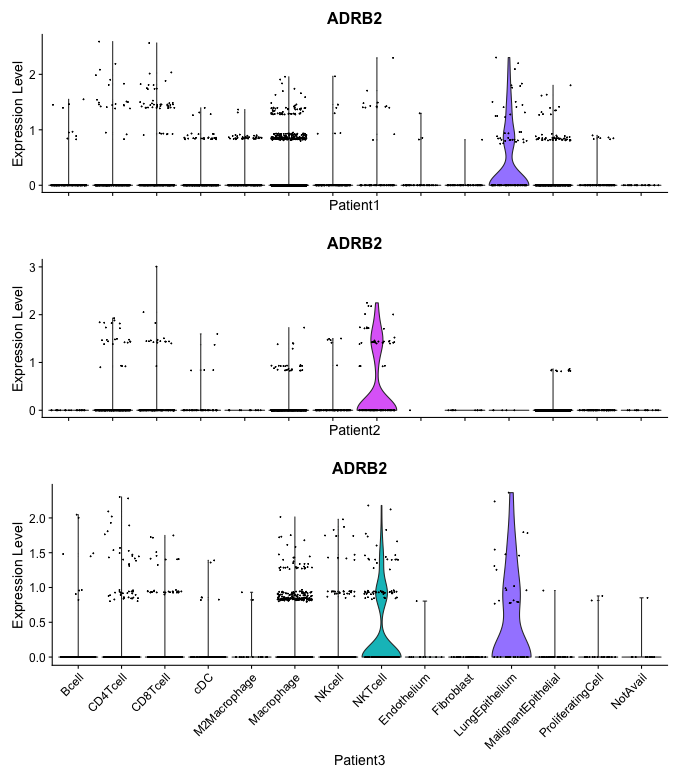 ADRB2
Expression Level
2
1
0
Patient1
ADRB2
Expression Level
3
2
1
0
Patient2
ADRB2
Expression Level
2.0
1.5
1.0
0.5
0.0
Bcell
CD4Tcell
CD8Tcell
cDC
M2Macrophage
Macrophage
NKcell
NKTcell
Endothelium
Fibroblast
LungEpithelium
MalignantEpithelial
ProliferatingCell
NotAvail
Patient3